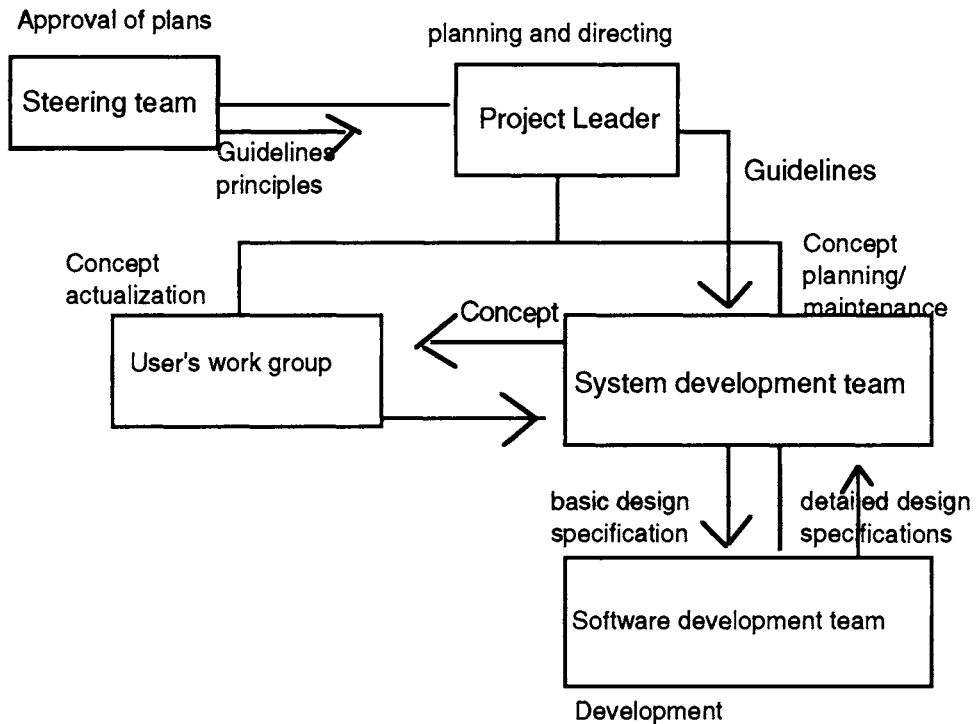 Approval of plans
planning and directing
Steering team
Project Leader
Guidelines
principles
Guidelines
Concept
actualization
Concept
planning/
maintenance
Concept
User's work group
System development team
basic design
specification
detailed design
specifications
Software development team
Development